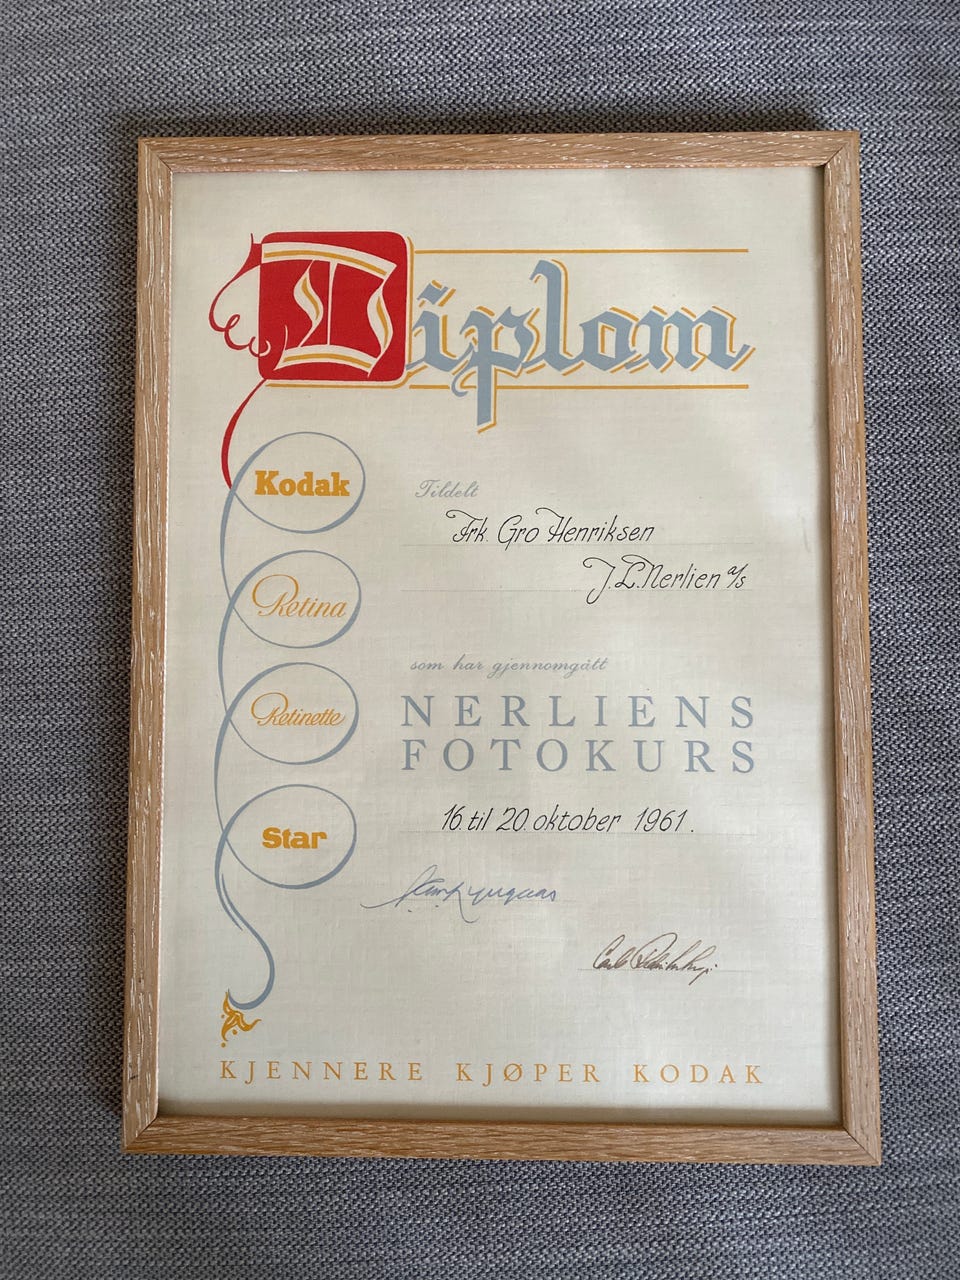 Diplom
Kodak
Retina
Retinette
Star
Tildelt
Frk. Gro Henriksen
J.L.Nerlien a/s
som har gjennomgått
NERLIENS
FOTOKURS
16. til 20. oktober 1961.
Carl
KJENNERE KJØPER KODAK